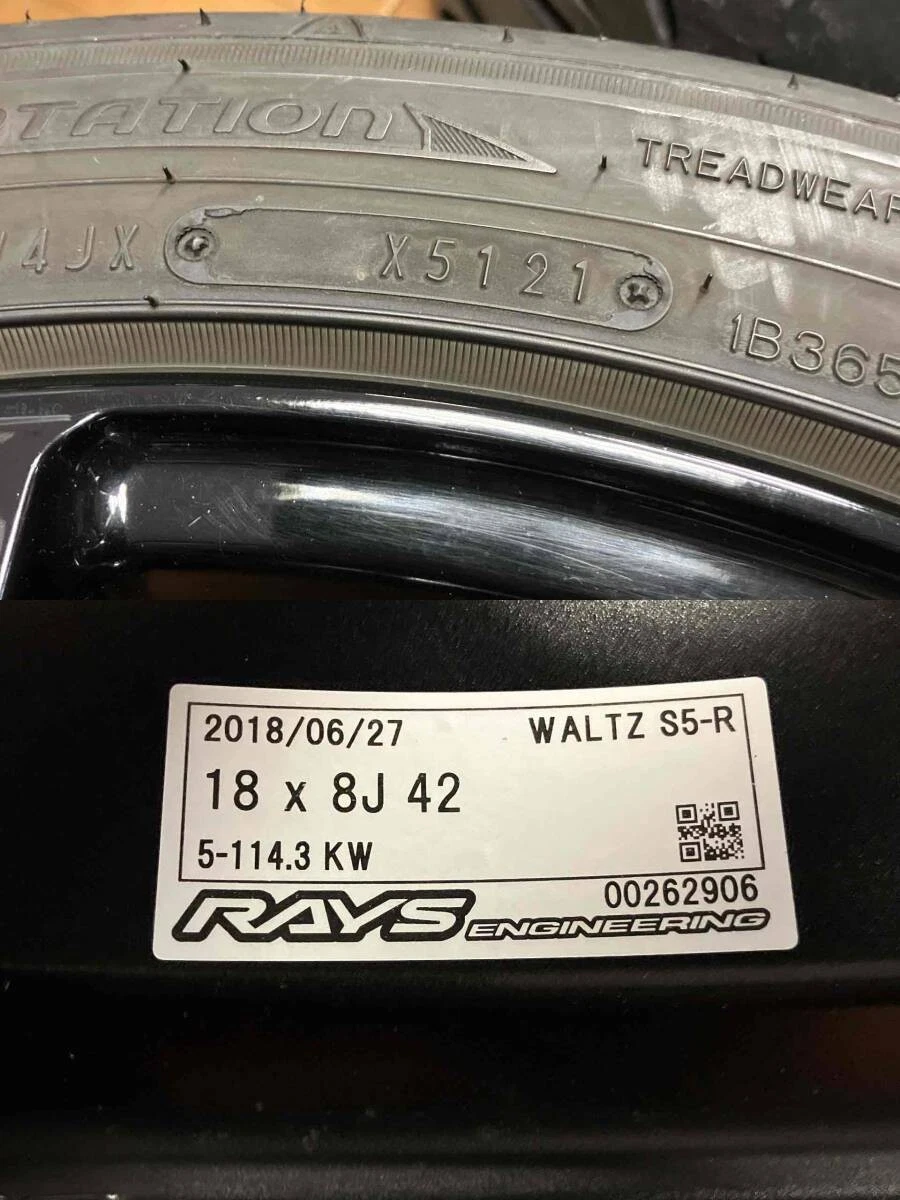 TREADWEAR
4JX
X5121
1B365
2018/06/27 WALTZ S5-R
18 x 8J 42
5-114.3 KW
00262906
RAYS ENGINEERING